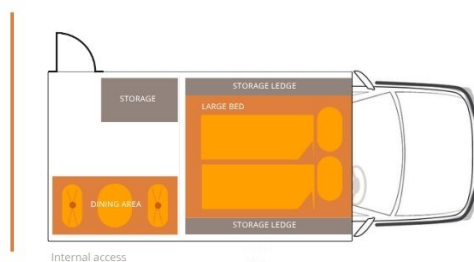 STORAGE LEDGE
STORAGE
LARGE BED
DINING AREA
STORAGE LEDGE
Internal access